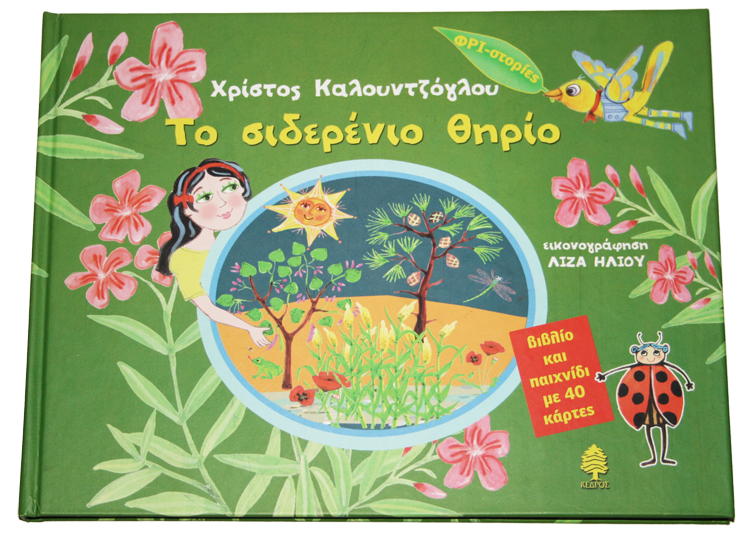 ΦΡΙ-στορίες
Χρίστος Καλουντζόγλου
Το σιδερένιο θηρίο
εικονογράφηση
ΛΙΖΑ ΗΛΙΟΥ
βιβλίο
και
παιχνίδι
με 40
κάρτες
ΚΕΔΡΟΣ